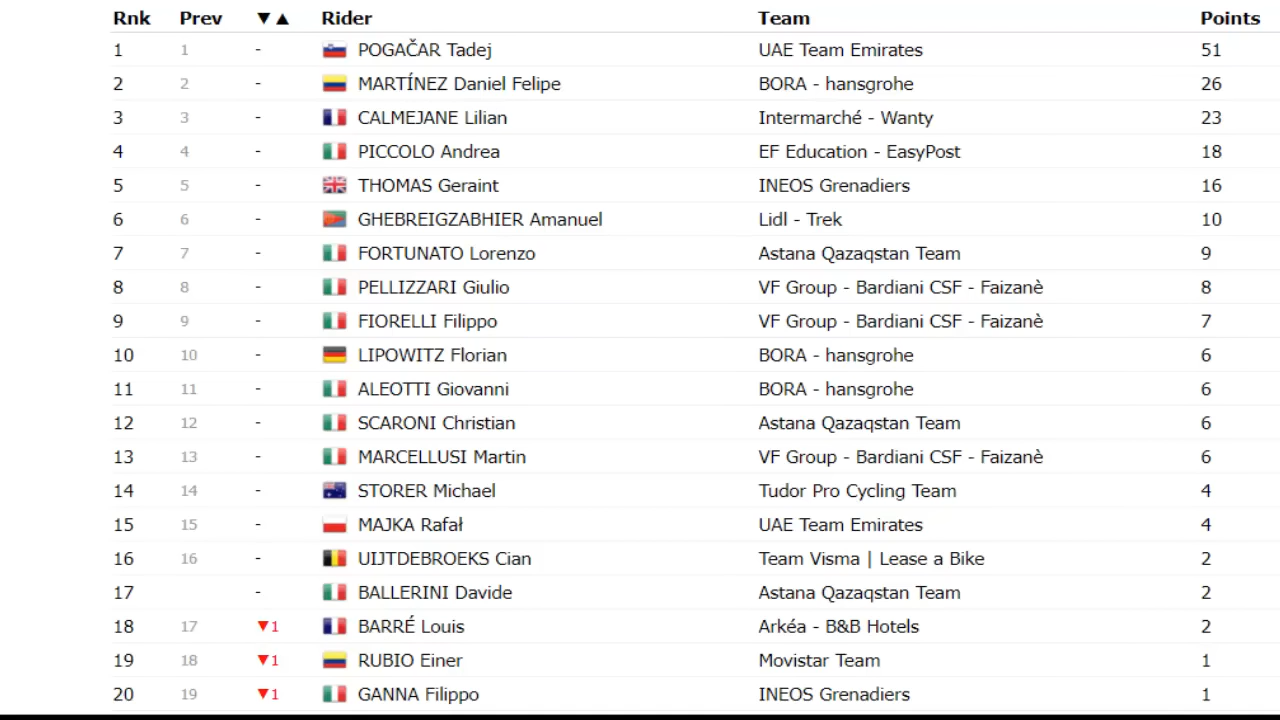 Rnk Prev ▼▲ Rider Team Points
1 1 - POGAČAR Tadej UAE Team Emirates 51
2 2 - MARTÍNEZ Daniel Felipe BORA - hansgrohe 26
3 3 - CALMEJANE Lilian Intermarché - Wanty 23
4 4 - PICCOLO Andrea EF Education - EasyPost 18
5 5 - THOMAS Geraint INEOS Grenadiers 16
6 6 - GHEBREIGZABHIER Amanuel Lidl - Trek 10
7 7 - FORTUNATO Lorenzo Astana Qazaqstan Team 9
8 8 - PELLIZZARI Giulio VF Group - Bardiani CSF - Faizanè 8
9 9 - FIORELLI Filippo VF Group - Bardiani CSF - Faizanè 7
10 10 - LIPOWITZ Florian BORA - hansgrohe 6
11 11 - ALEOTTI Giovanni BORA - hansgrohe 6
12 12 - SCARONI Christian Astana Qazaqstan Team 6
13 13 - MARCELLUSI Martin VF Group - Bardiani CSF - Faizanè 6
14 14 - STORER Michael Tudor Pro Cycling Team 4
15 15 - MAJKA Rafał UAE Team Emirates 4
16 16 - UIJTDEBROEKS Cian Team Visma | Lease a Bike 2
17 - BALLERINI Davide Astana Qazaqstan Team 2
18 17 ▼1 BARRÉ Louis Arkéa - B&B Hotels 2
19 18 ▼1 RUBIO Einer Movistar Team 1
20 19 ▼1 GANNA Filippo INEOS Grenadiers 1